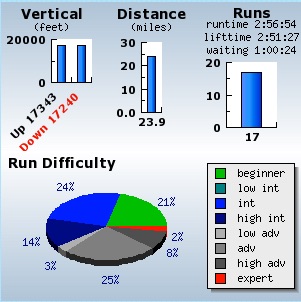 Vertical
(feet)
20000
0
Up 17343
Down 17240
Distance
(miles)
30
20
10
0
23.9
Runs
runtime 2:56:54
lifttime 2:51:27
waiting 1:00:24
20
10
0
17
Run Difficulty
24%
21%
2%
8%
25%
3%
14%
beginner
low int
int
high int
low adv
adv
high adv
expert